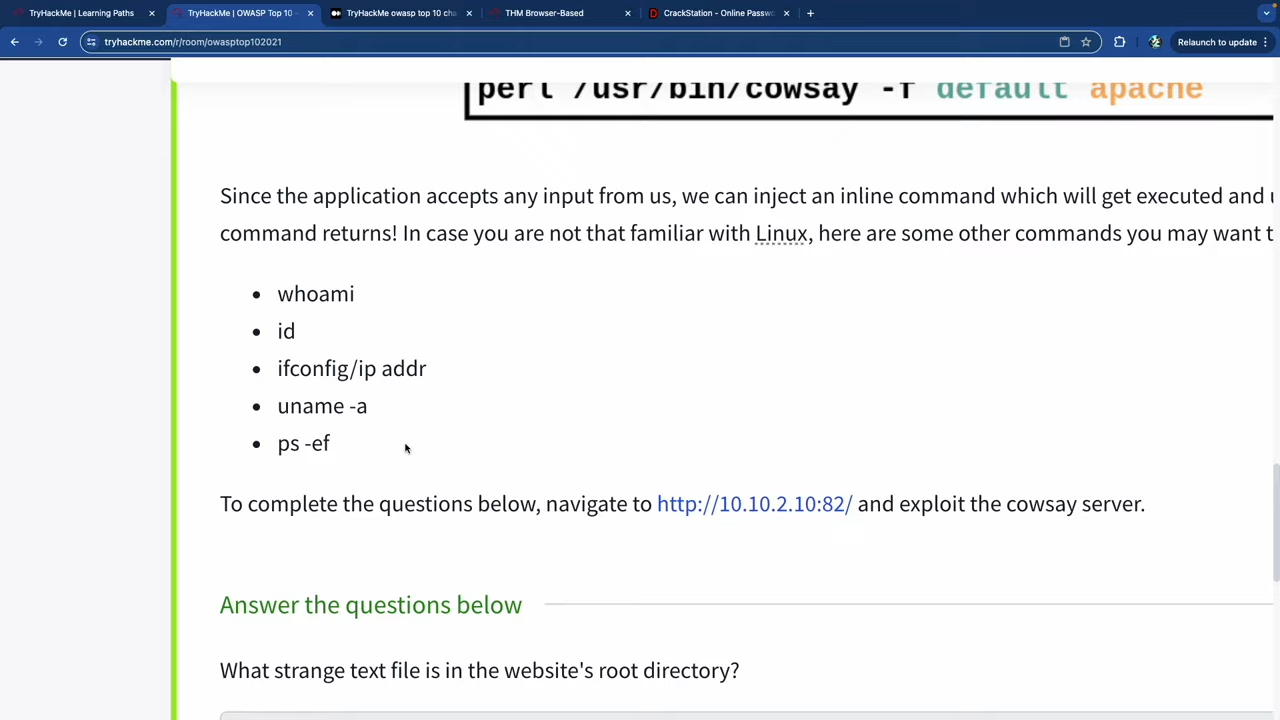 TryHackMe | Learning Paths
TryHackMe | OWASP Top 10 -
TryHackMe owasp top 10 cha
THM Browser-Based
CrackStation - Online Passwo
tryhackme.com/r/room/owasptop102021
Relaunch to update
perl /usr/bin/cowsay -f default apache
Since the application accepts any input from us, we can inject an inline command which will get executed and u
command returns! In case you are not that familiar with Linux, here are some other commands you may want t
• whoami
• id
• ifconfig/ip addr
• uname -a
• ps -ef
To complete the questions below, navigate to http://10.10.2.10:82/ and exploit the cowsay server.
Answer the questions below
What strange text file is in the website's root directory?